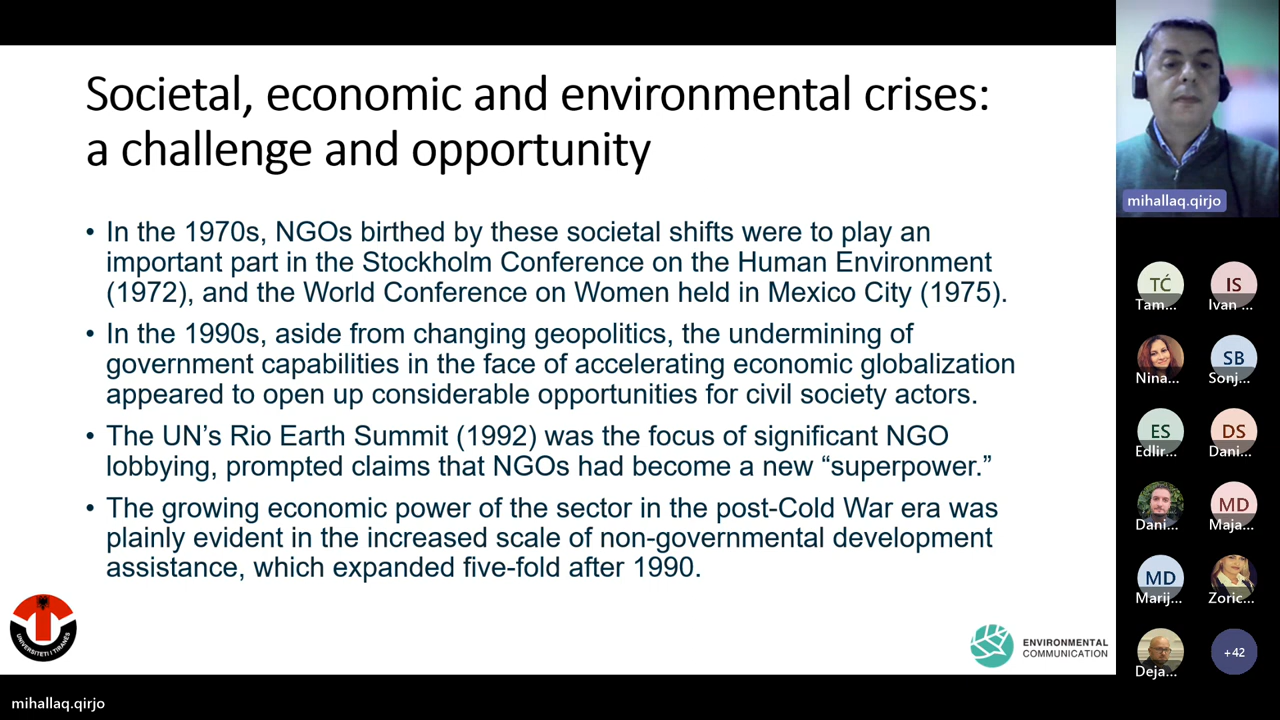 Societal, economic and environmental crises:
a challenge and opportunity
• In the 1970s, NGOs birthed by these societal shifts were to play an
important part in the Stockholm Conference on the Human Environment
(1972), and the World Conference on Women held in Mexico City (1975).
• In the 1990s, aside from changing geopolitics, the undermining of
government capabilities in the face of accelerating economic globalization
appeared to open up considerable opportunities for civil society actors.
• The UN’s Rio Earth Summit (1992) was the focus of significant NGO
lobbying, prompted claims that NGOs had become a new “superpower.”
• The growing economic power of the sector in the post-Cold War era was
plainly evident in the increased scale of non-governmental development
assistance, which expanded five-fold after 1990.
UNIVERSITETI I TIRANËS
ENVIRONMENTAL
COMMUNICATION
mihallaq.qirjo
mihallaq.qirjo
TĆ
IS
Tam...
Ivan ...
SB
Nina...
Sonj...
ES
DS
Edlir...
Dani...
MD
Dani...
Maja...
MD
Marij...
Zoric...
+42
Deja...